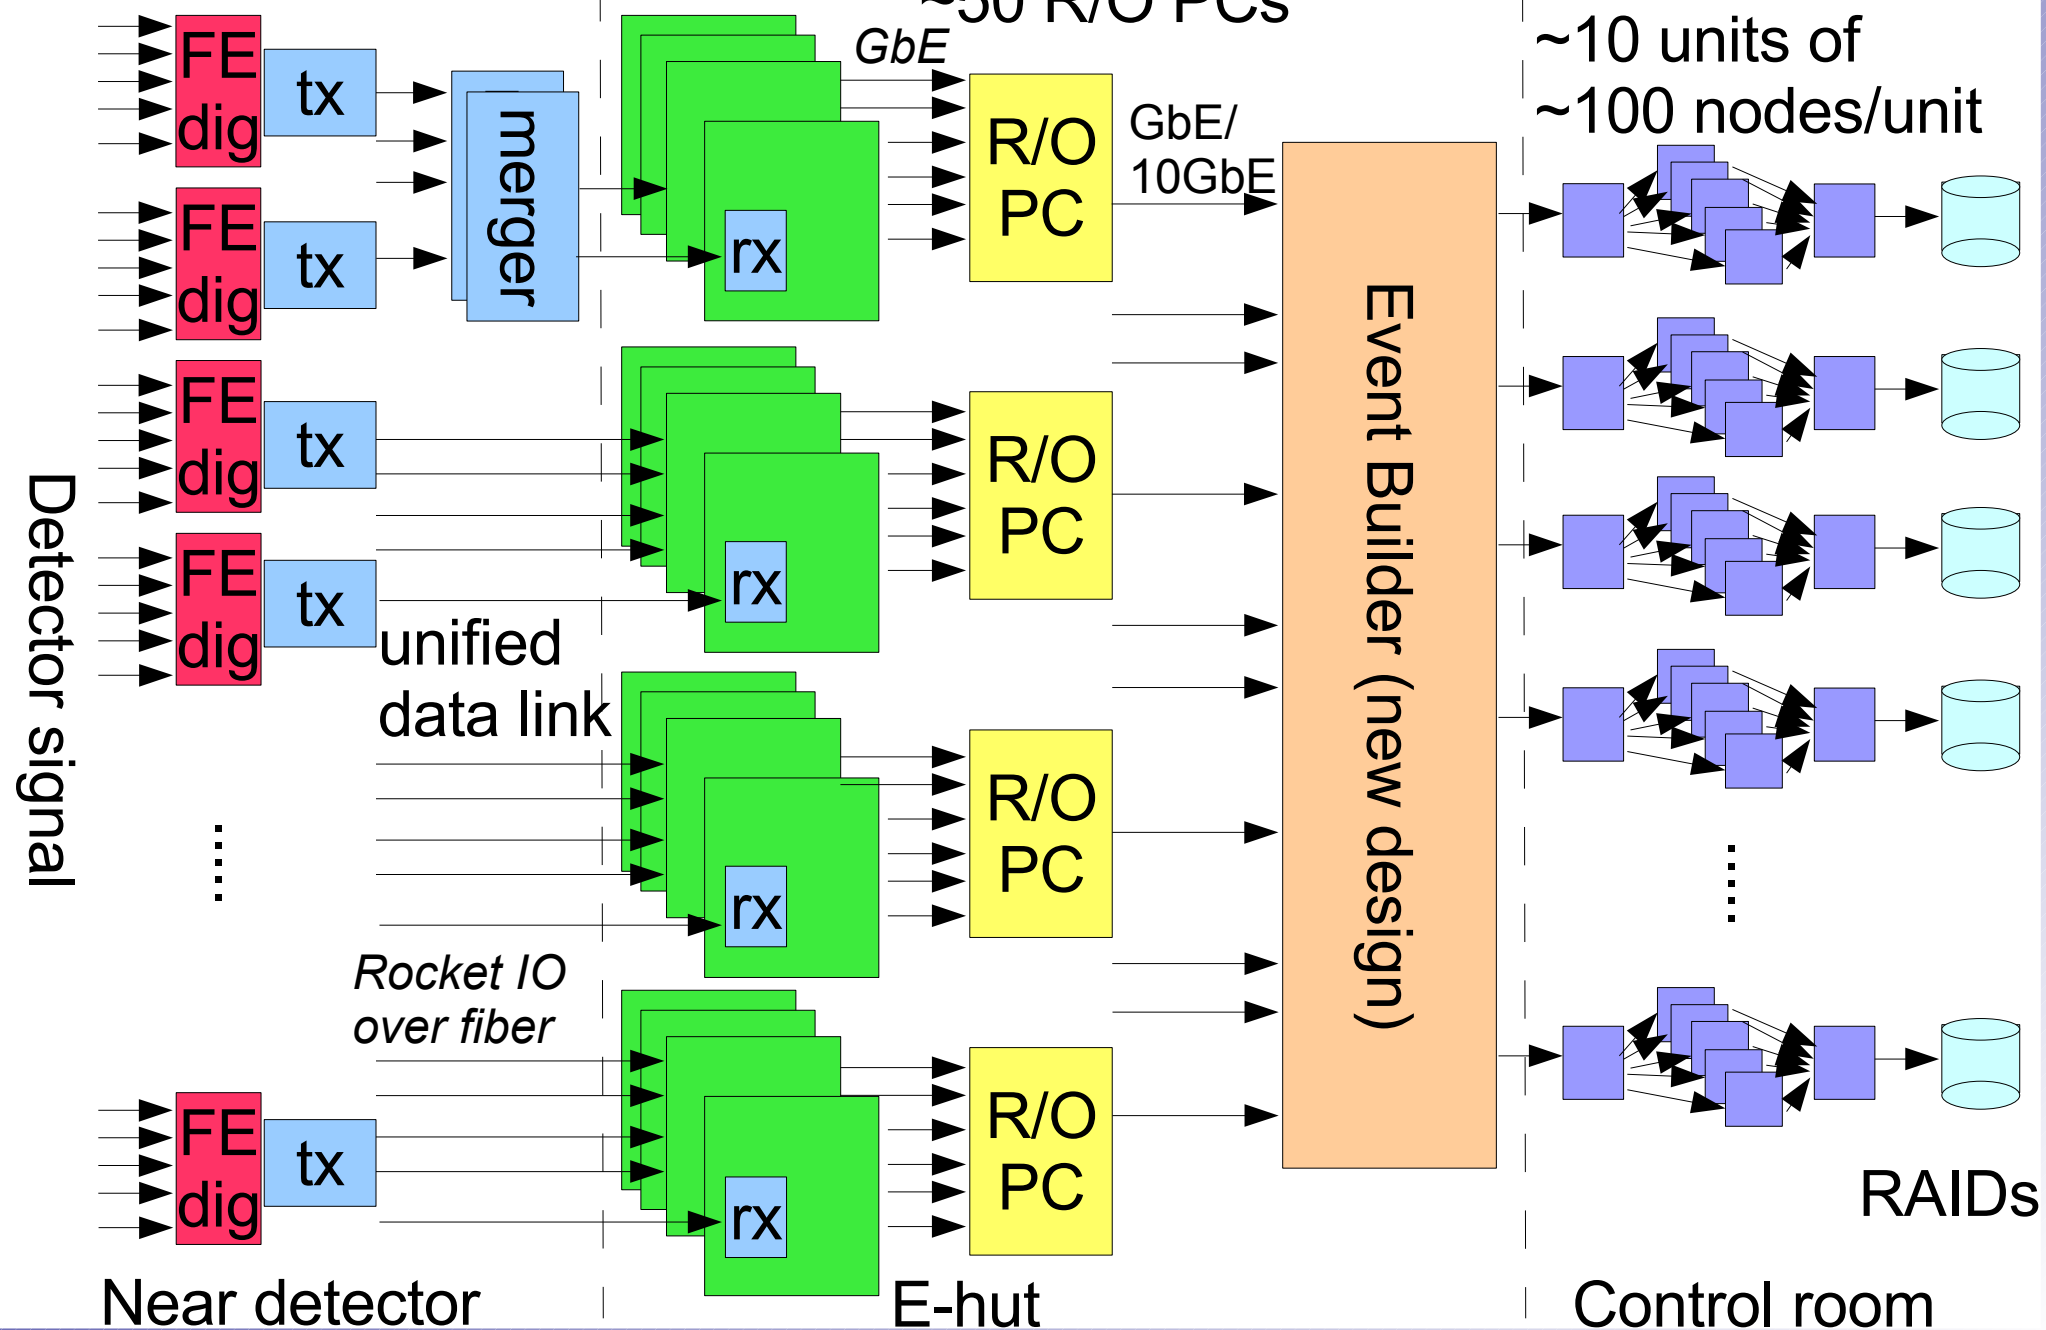 ~50 R/O PCs
GbE
~10 units of
~100 nodes/unit
FE
dig
tx
merger
rx
R/O
PC
GbE/
10GbE
FE
dig
tx
FE
dig
tx
rx
R/O
PC
FE
dig
tx
unified
data link
Detector signal
Event Builder (new design)
rx
R/O
PC
Rocket IO
over fiber
FE
dig
tx
rx
R/O
PC
RAIDs
Near detector
E-hut
Control room